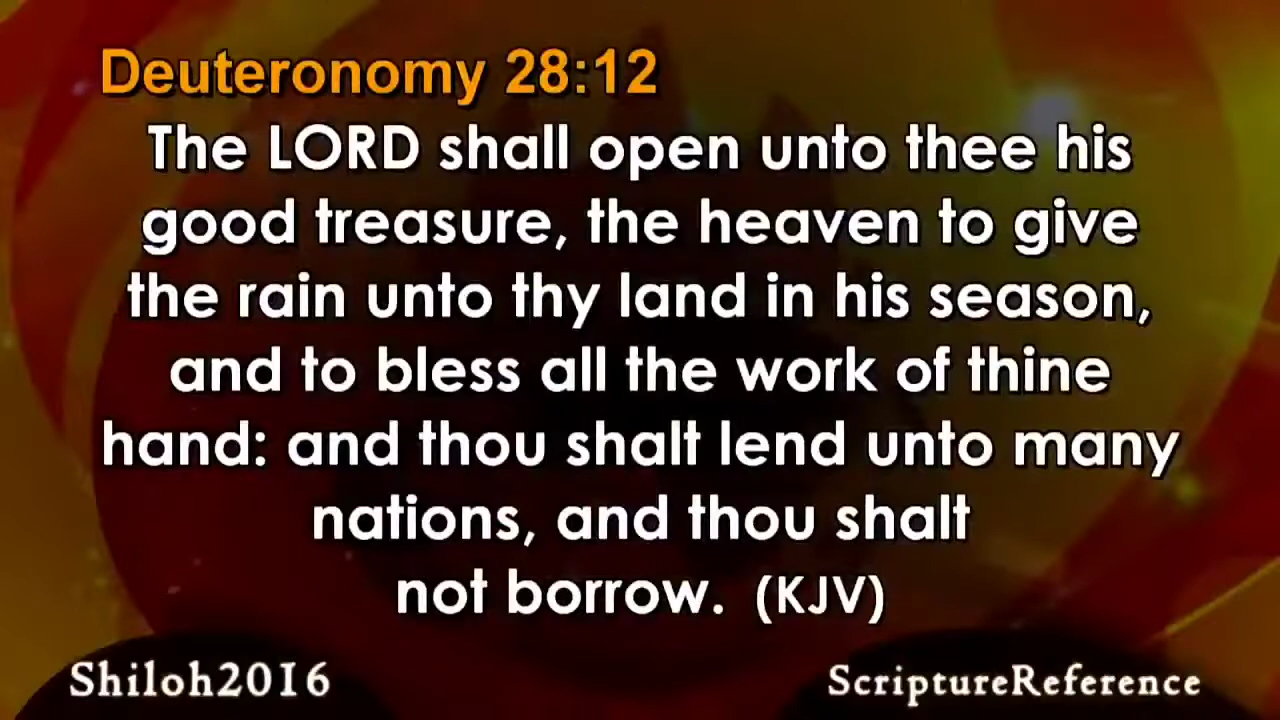 Deuteronomy 28:12
The LORD shall open unto thee his
good treasure, the heaven to give
the rain unto thy land in his season,
and to bless all the work of thine
hand: and thou shalt lend unto many
nations, and thou shalt
not borrow. (KJV)
Shiloh2016
ScriptureReference